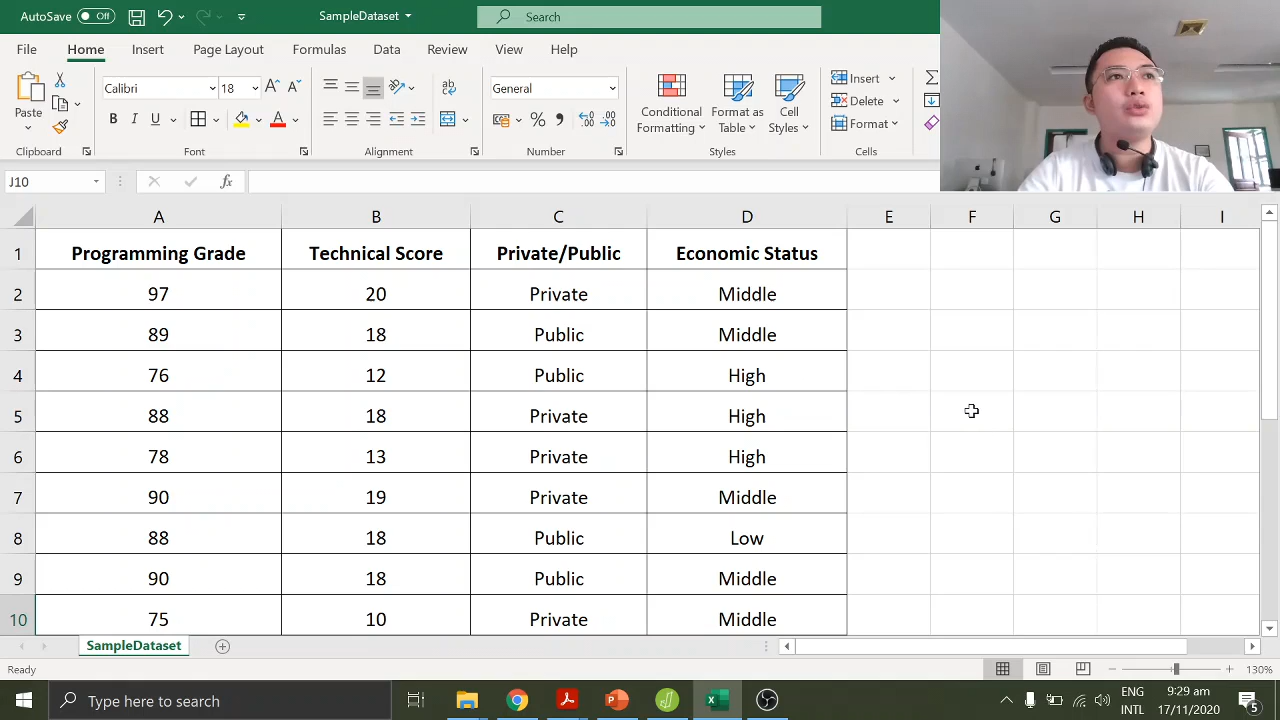 AutoSave Off SampleDataset Search
File Home Insert Page Layout Formulas Data Review View Help
Calibri 18 General Insert
Paste B I U A Conditional Formatting Format as Table Cell Styles Delete
Format
Clipboard Font Alignment Number Styles Cells
J10 fx
A B C D E F G H I
1 Programming Grade Technical Score Private/Public Economic Status
2 97 20 Private Middle
3 89 18 Public Middle
4 76 12 Public High
5 88 18 Private High
6 78 13 Private High
7 90 19 Private Middle
8 88 18 Public Low
9 90 18 Public Middle
10 75 10 Private Middle
SampleDataset
Ready 130%
Type here to search ENG INTL 9:29 am 17/11/2020 5